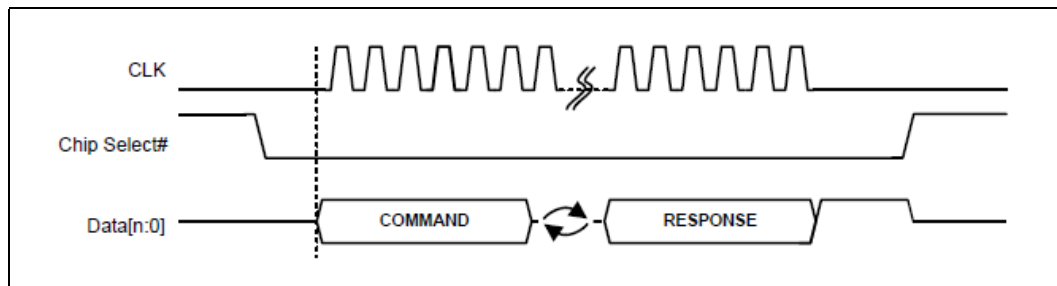 CLK
Chip Select#
Data[n:0]
COMMAND
RESPONSE